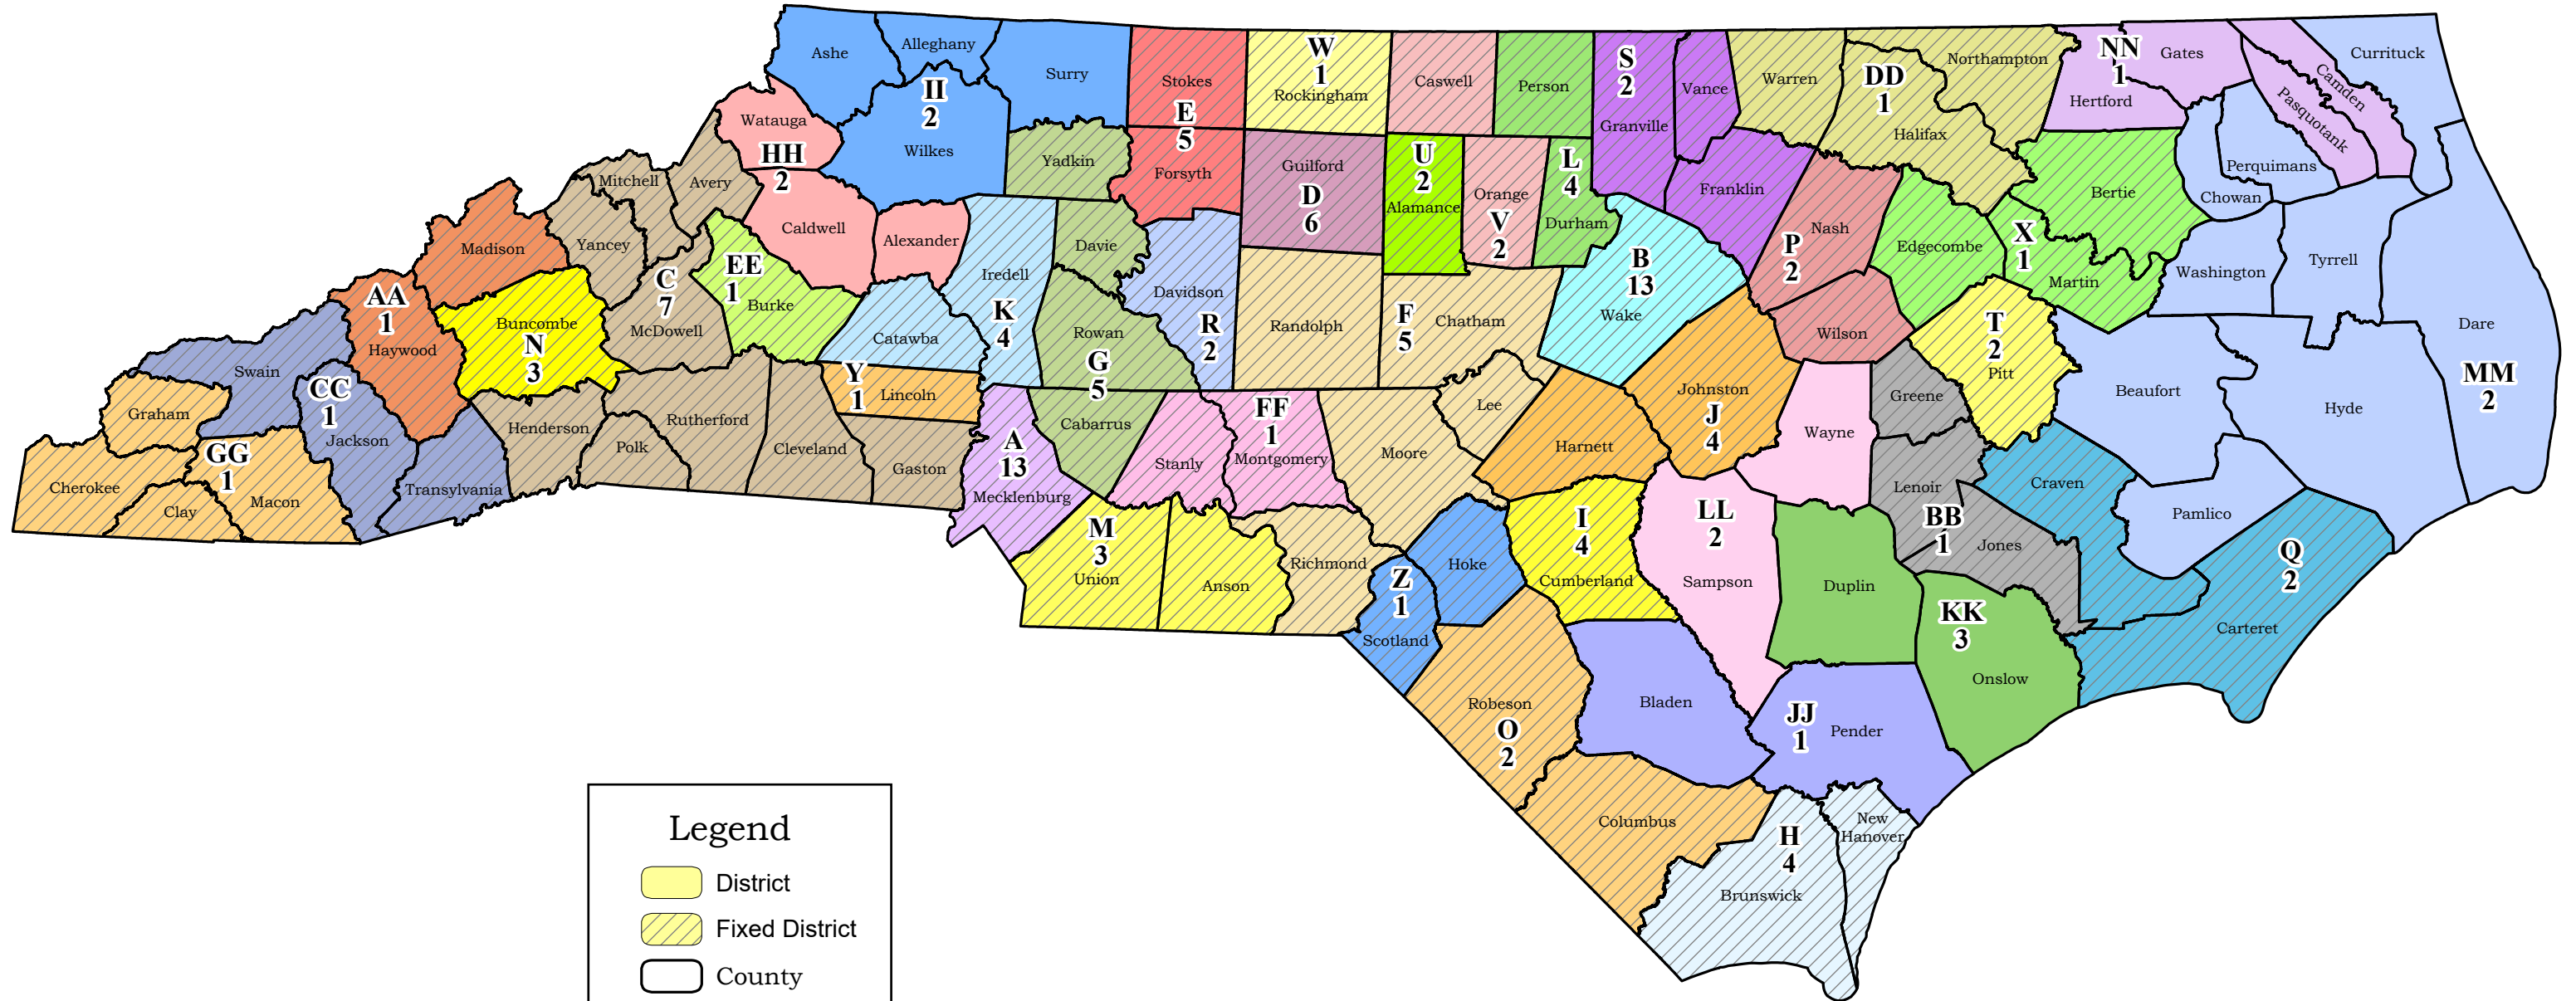 Ashe
Alleghany
Surry
Stokes
E
5
Forsyth
W
1
Rockingham
Caswell
Person
S
2
Granville
Vance
Warren
DD
1
Northampton
Halifax
NN
1
Gates
Hertford
Camden
Pasquotank
Currituck
Watauga
HH
2
II
2
Wilkes
Yadkin
Guilford
D
6
U
2
Alamance
Orange
V
2
L
4
Durham
Franklin
Nash
P
2
Edgecombe
X
1
Bertie
Martin
Perquimans
Chowan
Washington
Tyrrell
Dare
MM
2
Mitchell
Avery
Caldwell
Alexander
Iredell
K
4
Davie
Davidson
R
2
Randolph
F
5
Chatham
B
13
Wake
Wilson
Madison
Yancey
C
7
McDowell
EE
1
Burke
Catawba
Rowan
G
5
Cabarrus
AA
1
Haywood
Buncombe
N
3
Swain
CC
1
Jackson
Graham
Cherokee
GG
1
Clay
Macon
Transylvania
Henderson
Polk
Rutherford
Cleveland
Y
1
Lincoln
Gaston
A
13
Mecklenburg
Stanly
FF
1
Montgomery
Moore
Lee
Harnett
Johnston
J
4
Wayne
Greene
T
2
Pitt
Beaufort
Hyde
Lenoir
BB
1
Jones
Craven
Pamlico
Q
2
Carteret
M
3
Union
Anson
Richmond
Z
1
Scotland
Hoke
I
4
Cumberland
LL
2
Sampson
Duplin
KK
3
Onslow
Robeson
O
2
Bladen
JJ
1
Pender
Columbus
H
4
Brunswick
New
Hanover
Legend
District
Fixed District
County